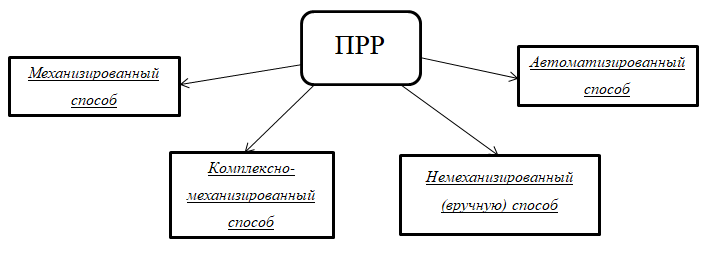 ПРР
Механизированный
способ
Автоматизированный
способ
Комплексно-
механизированный
способ
Немеханизированный
(вручную) способ